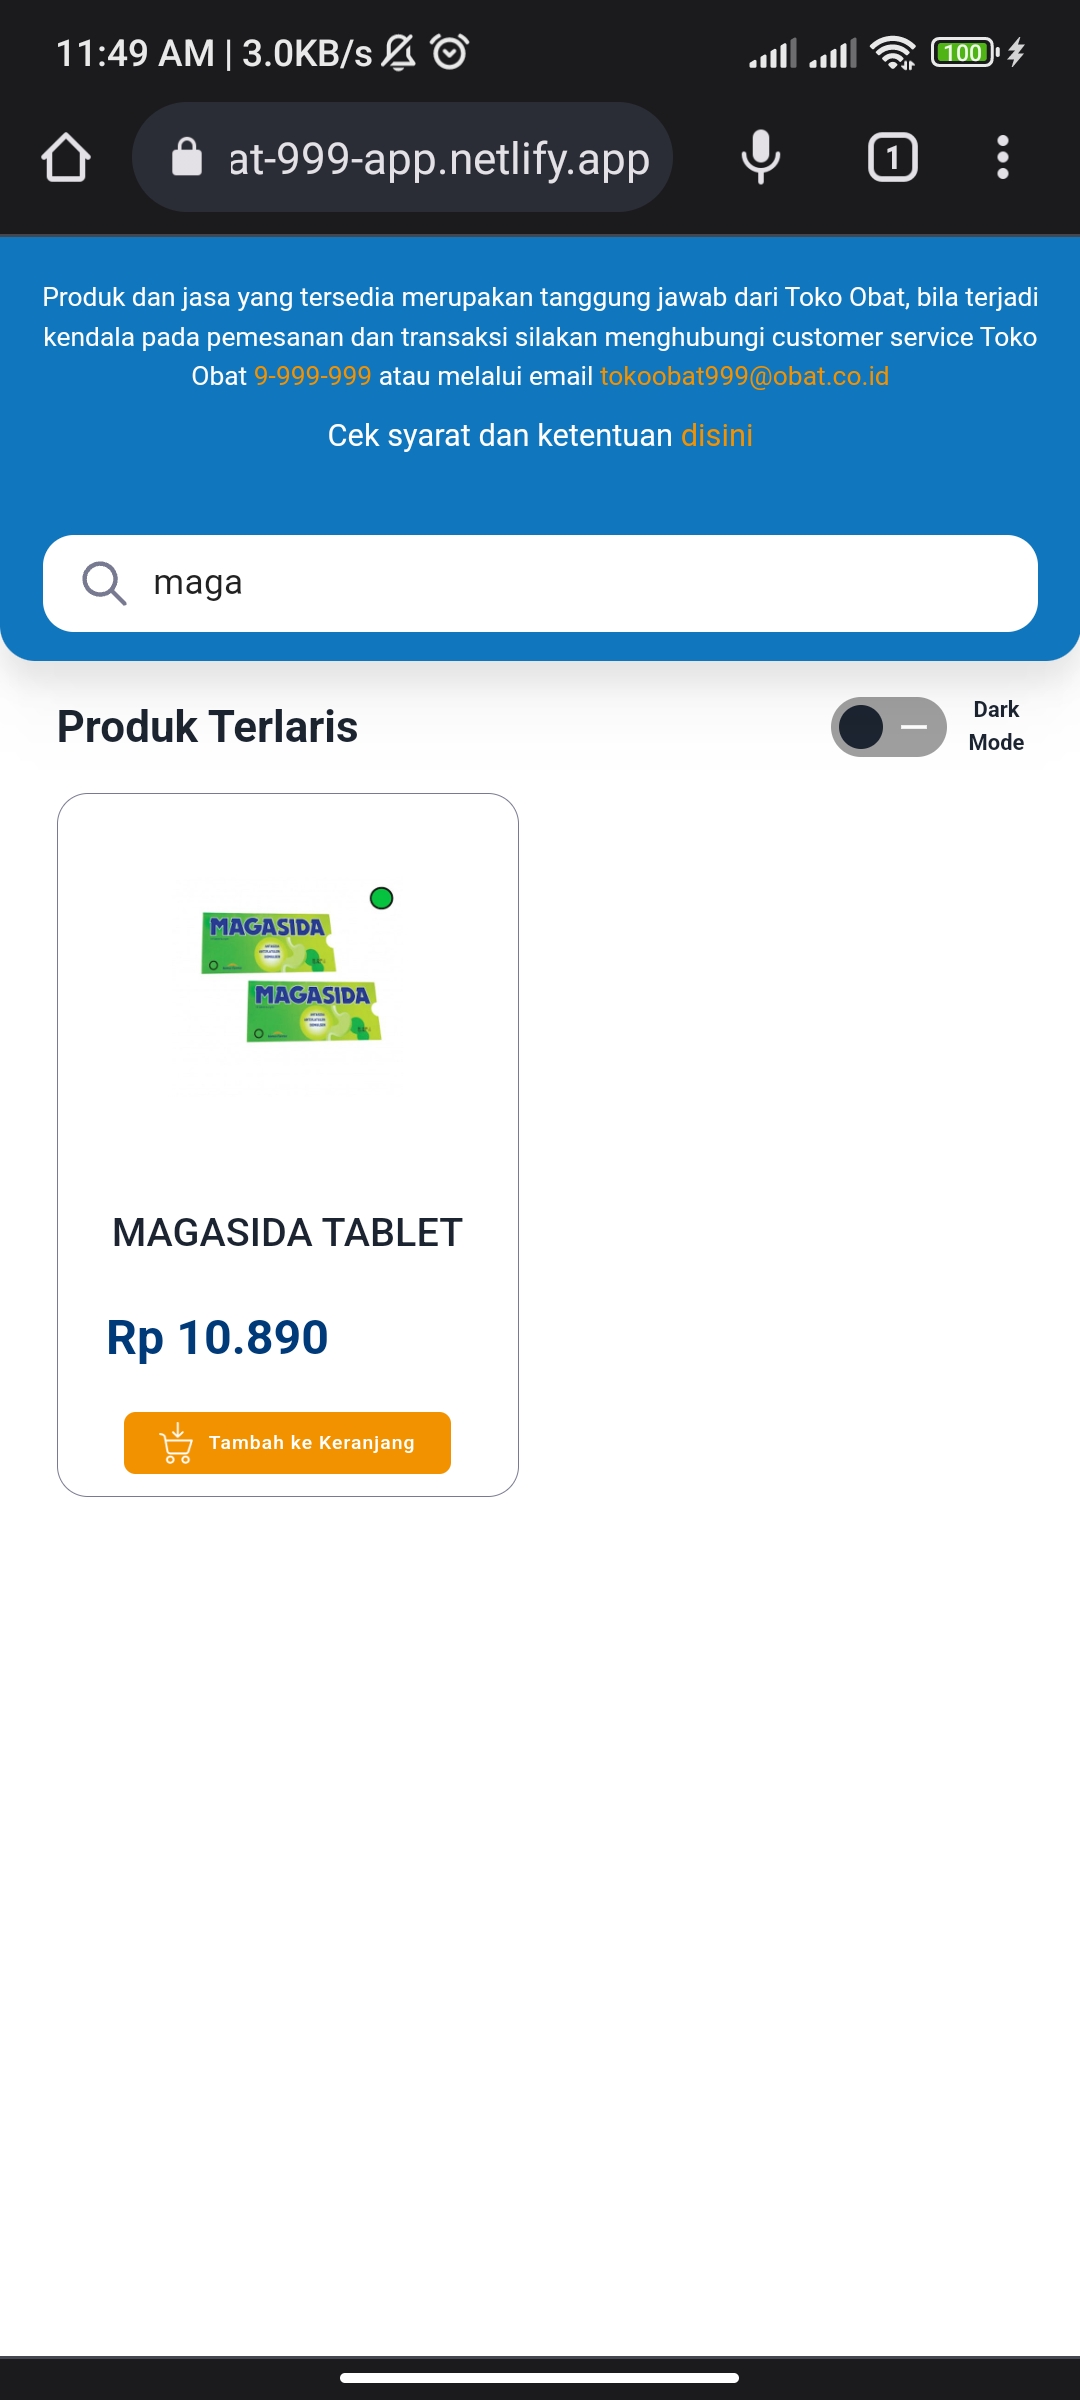 11:49 AM | 3.0KB/s
100
at-999-app.netlify.app
1
Produk dan jasa yang tersedia merupakan tanggung jawab dari Toko Obat, bila terjadi
kendala pada pemesanan dan transaksi silakan menghubungi customer service Toko
Obat 9-999-999 atau melalui email tokoobat999@obat.co.id
Cek syarat dan ketentuan disini
maga
Produk Terlaris
Dark
Mode
MAGASIDA
MAGASIDA
MAGASIDA TABLET
Rp 10.890
Tambah ke Keranjang